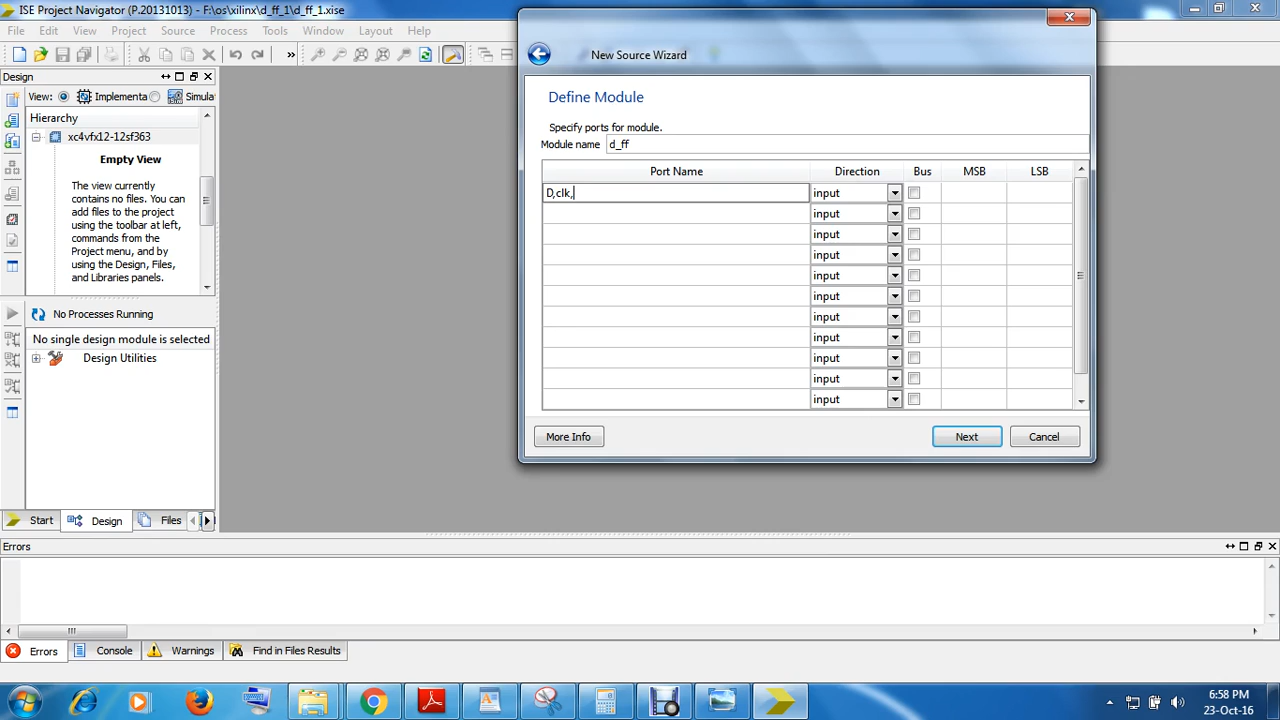 ISE Project Navigator (P.20131013) - F:\os\xilinx\d_ff_1\d_ff_1.xise
File Edit View Project Source Process Tools Window Layout Help
»
Design
View: Implementa Simula
Hierarchy
xc4vfx12-12sf363
Empty View
The view currently
contains no files. You can
add files to the project
using the toolbar at left,
commands from the
Project menu, and by
using the Design, Files,
and Libraries panels.
No Processes Running
No single design module is selected
Design Utilities
Start Design Files
New Source Wizard
Define Module
Specify ports for module.
Module name d_ff
Port Name Direction Bus MSB LSB
D,clk, input
input
input
input
input
input
input
input
input
input
input
More Info Next Cancel
Errors
Errors Console Warnings Find in Files Results
6:58 PM
23-Oct-16